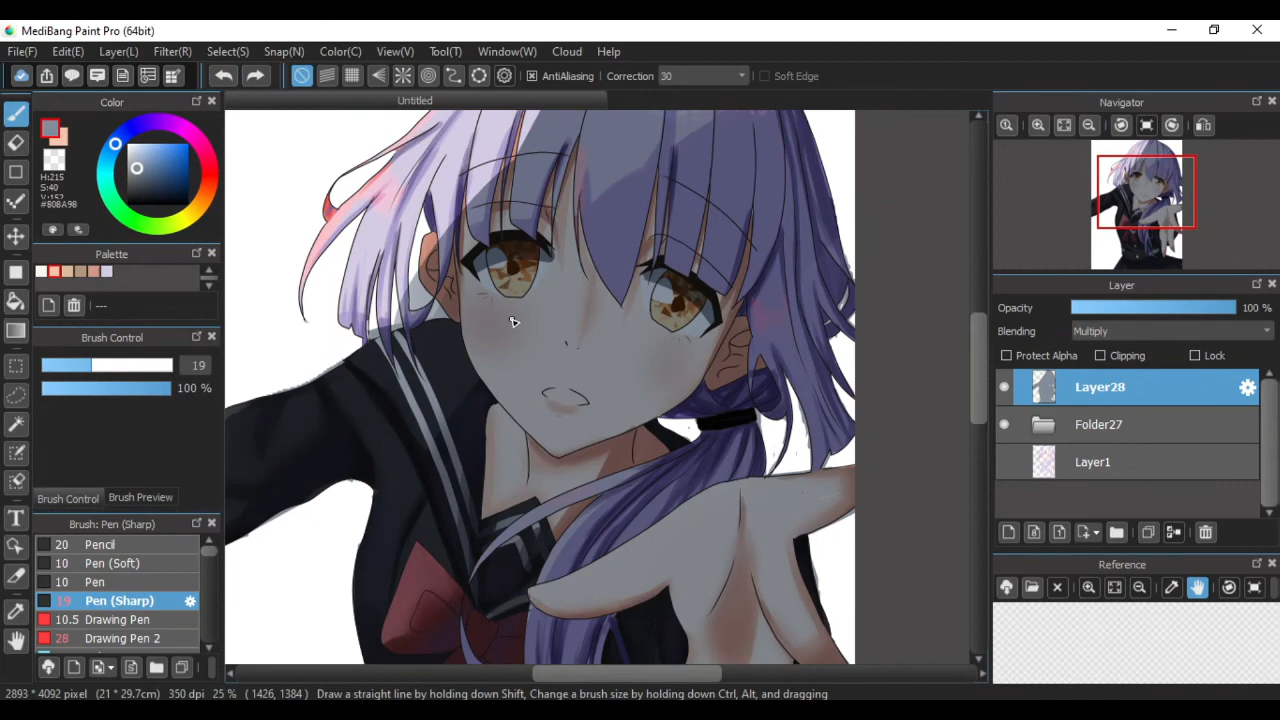 MediBang Paint Pro (64bit)
File(F) Edit(E) Layer(L) Filter(R) Select(S) Snap(N) Color(C) View(V) Tool(T) Window(W) Cloud Help
AntiAliasing Correction 30 Soft Edge
Color
Untitled
Navigator
H:215
S:40
V:152
#808A98
Palette
---
Brush Control
19
100 %
Brush Control Brush Preview
Brush: Pen (Sharp)
20 Pencil
10 Pen (Soft)
10 Pen
19 Pen (Sharp)
10.5 Drawing Pen
28 Drawing Pen 2
Layer
Opacity 100 %
Blending Multiply
Protect Alpha Clipping Lock
Layer28
Folder27
Layer1
Reference
2893 * 4092 pixel (21 * 29.7cm) 350 dpi 25 % ( 1426, 1384 ) Draw a straight line by holding down Shift, Change a brush size by holding down Ctrl, Alt, and dragging